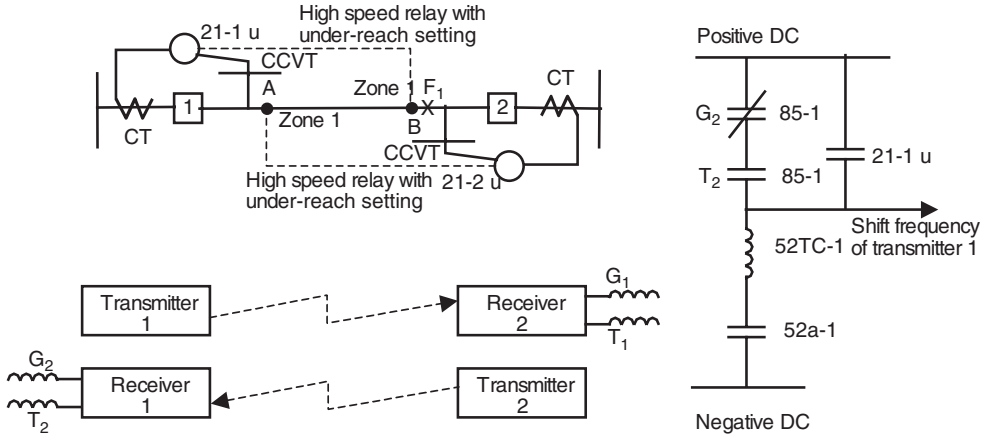 High speed relay with
under-reach setting
21-1 u
CCVT
A
Zone 1
F₁
CT
1
CT
Zone 1
B
2
CCVT
High speed relay with
under-reach setting
21-2 u
Transmitter
1
Receiver
2
G₁
T₁
G₂
T₂
Receiver
1
Transmitter
2
Positive DC
G₂
85-1
T₂
85-1
21-1 u
Shift frequency
of transmitter 1
52TC-1
52a-1
Negative DC